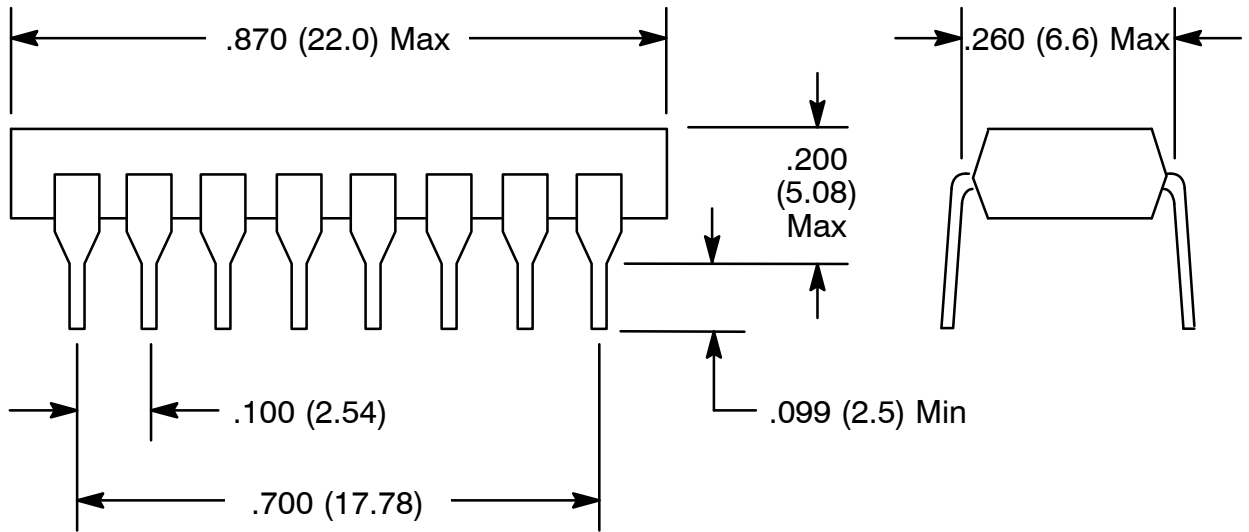 .870 (22.0) Max
.260 (6.6) Max
.200
(5.08)
Max
.100 (2.54)
.099 (2.5) Min
.700 (17.78)